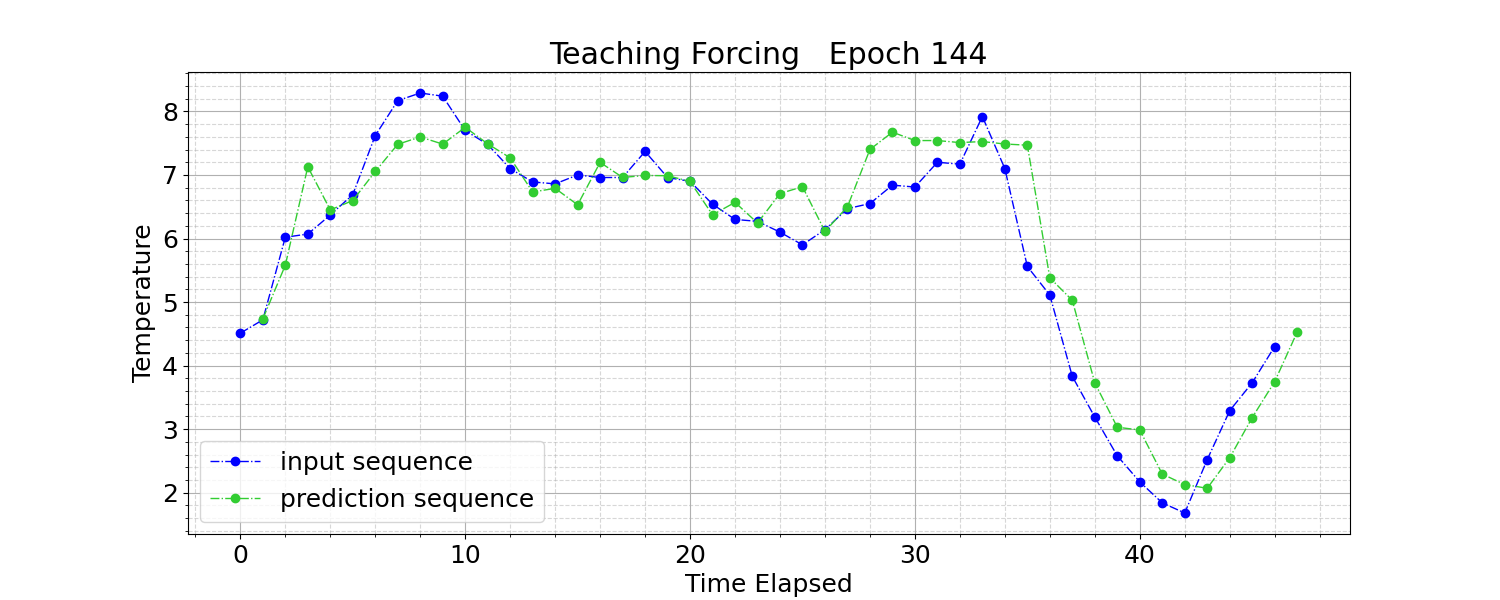 Teaching Forcing   Epoch 144
Temperature
8
7
6
5
4
3
2
input sequence
prediction sequence
0 10 20 30 40
Time Elapsed